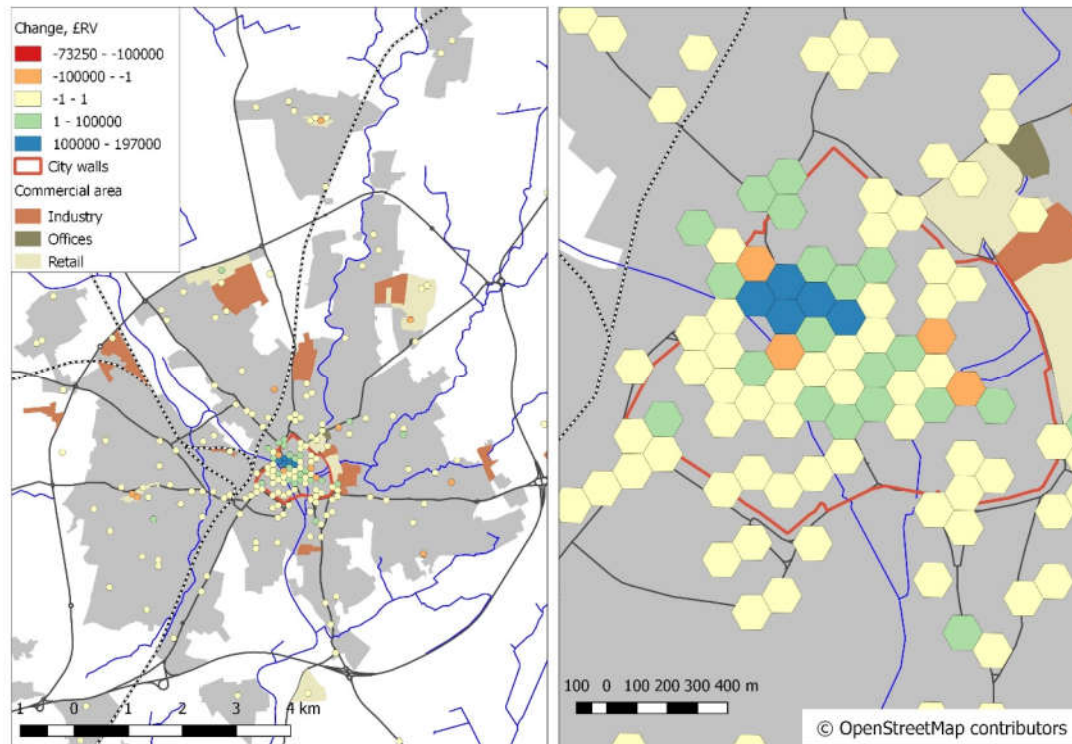 Change, £RV
-73250 - -100000
-100000 - -1
-1 - 1
1 - 100000
100000 - 197000
City walls
Commercial area
Industry
Offices
Retail
1 0 1 2 3 4 km
100 0 100 200 300 400 m
© OpenStreetMap contributors